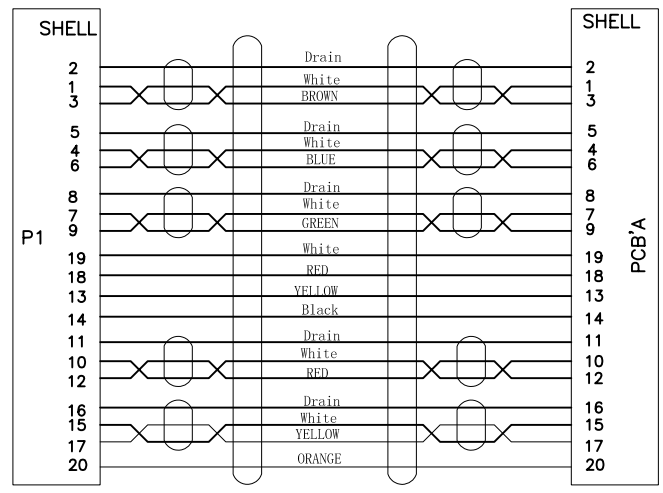 SHELL SHELL
2 Drain 2
1 White 1
3 BROWN 3
5 Drain 5
4 White 4
6 BLUE 6
8 Drain 8
7 White 7
9 GREEN 9
P1 PCB'A
19 White 19
18 RED 18
13 YELLOW 13
14 Black 14
11 Drain 11
10 White 10
12 RED 12
16 Drain 16
15 White 15
17 YELLOW 17
20 ORANGE 20